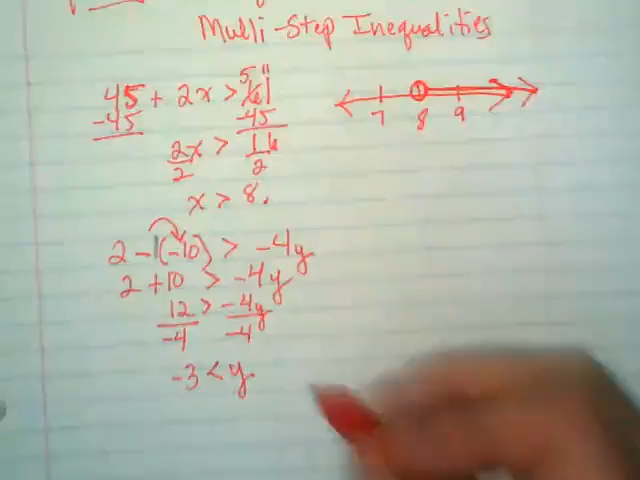 Multi-Step Inequalities
45 + 2x > 61
-45 -45
2x > 16
2 2
x > 8.
7 8 9
2 - 1(-10) > -4y
2 + 10 > -4y
12 > -4y
-4 -4
-3 < y